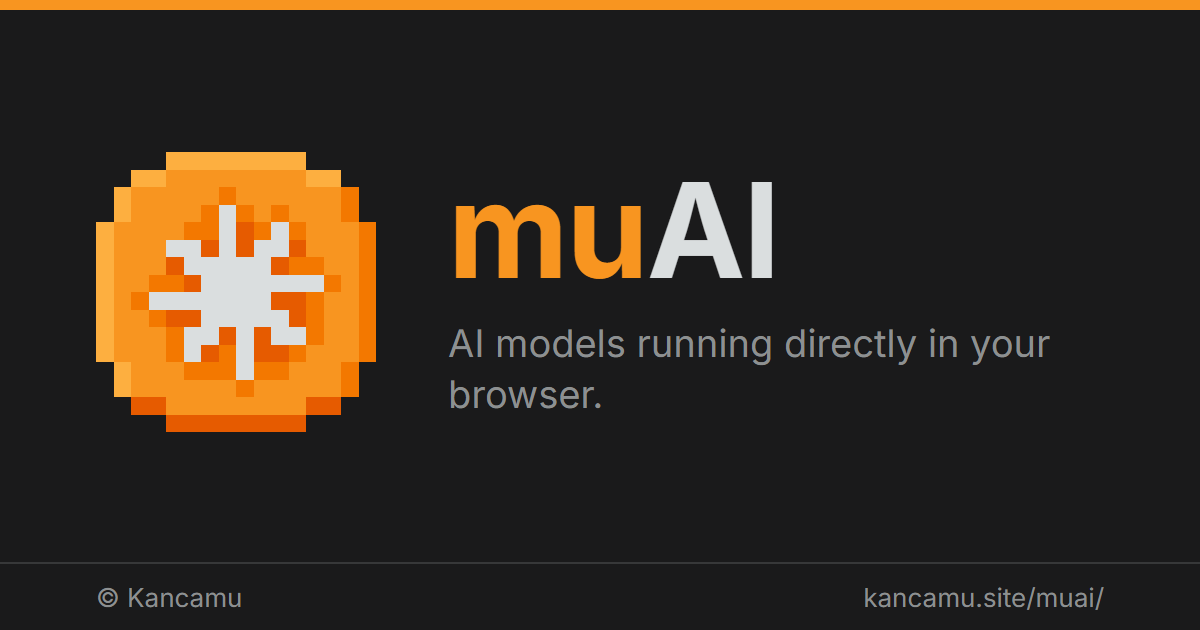 muAI
AI models running directly in your
browser.
© Kancamu
kancamu.site/muai/